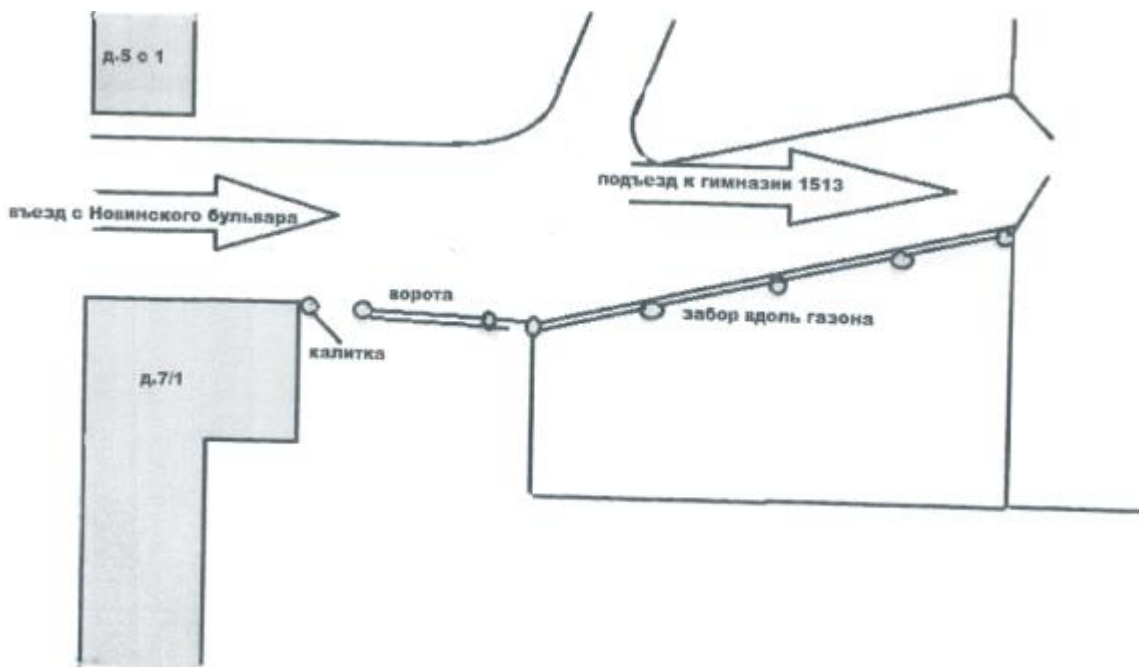 д.5 с 1
подъезд к гимназии 1513
въезд с Новинского бульвара
ворота
забор вдоль газона
калитка
д.7/1